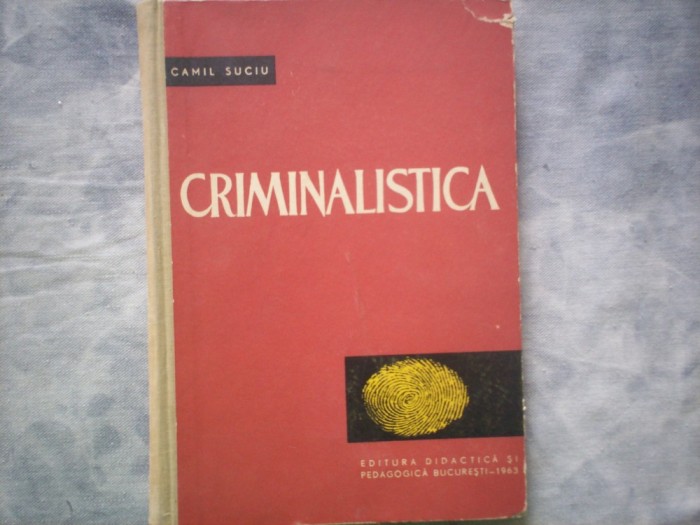 CAMIL SUCIU
CRIMINALISTICA
EDITURA DIDACTICĂ ȘI
PEDAGOGICĂ BUCUREȘTI–1963